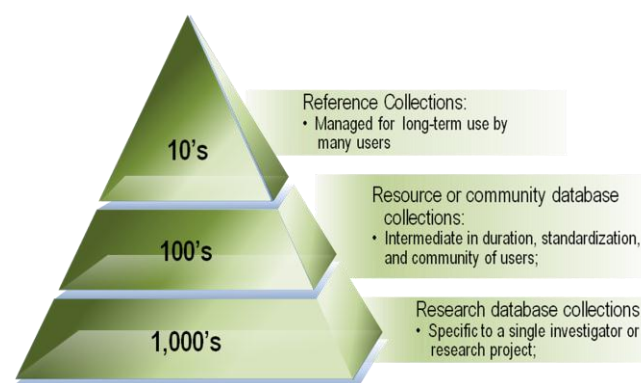 10's
Reference Collections:
• Managed for long-term use by
many users
100's
Resource or community database
collections:
• Intermediate in duration, standardization,
and community of users;
1,000's
Research database collections
• Specific to a single investigator or
research project;